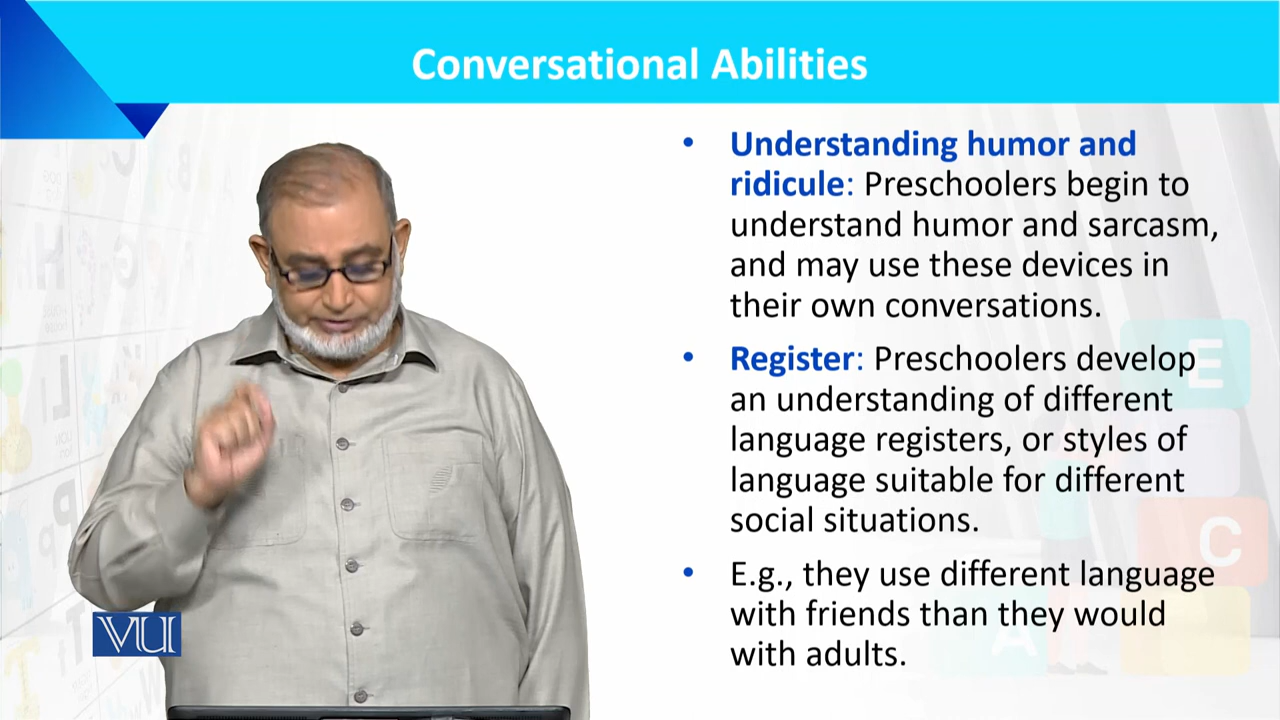 Conversational Abilities
• Understanding humor and
ridicule: Preschoolers begin to
understand humor and sarcasm,
and may use these devices in
their own conversations.
• Register: Preschoolers develop
an understanding of different
language registers, or styles of
language suitable for different
social situations.
• E.g., they use different language
with friends than they would
with adults.
VU
E
C
A